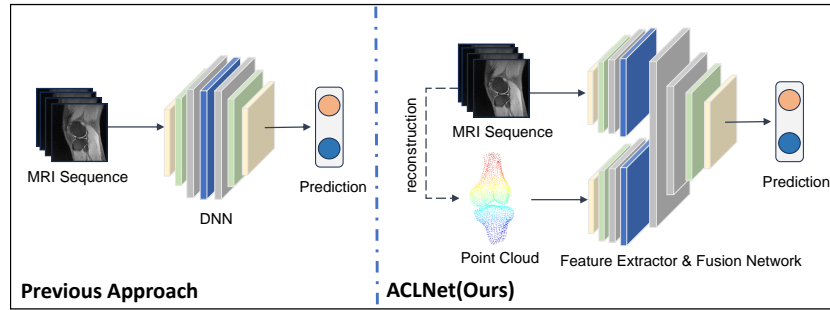 MRI Sequence
DNN
Prediction
Previous Approach
reconstruction
MRI Sequence
Point Cloud
Feature Extractor & Fusion Network
Prediction
ACLNet(Ours)